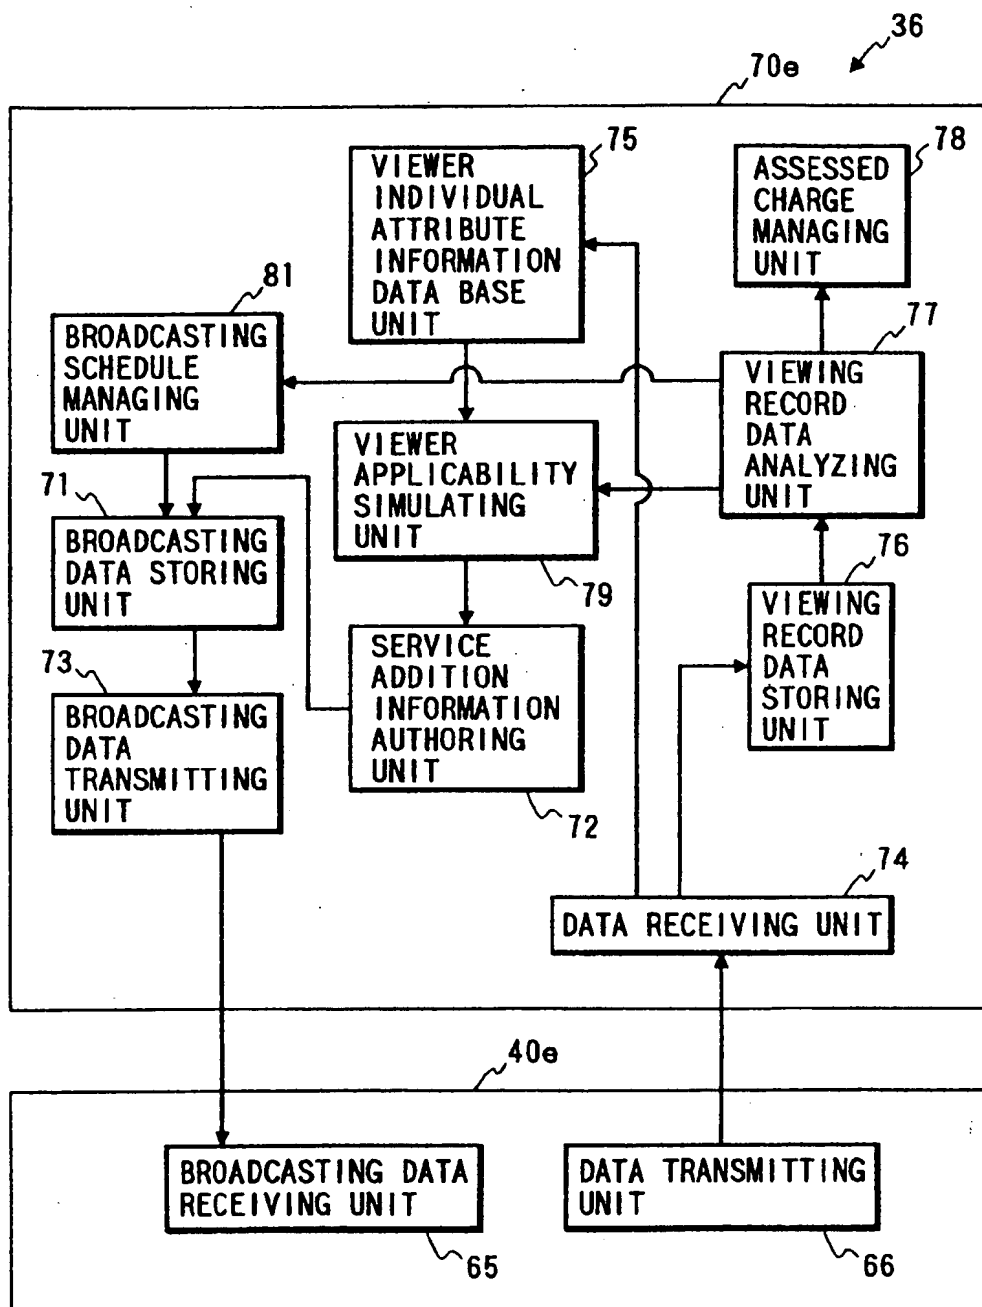 36
70e
75
VIEWER
INDIVIDUAL
ATTRIBUTE
INFORMATION
DATA BASE
UNIT
78
ASSESSED
CHARGE
MANAGING
UNIT
81
BROADCASTING
SCHEDULE
MANAGING
UNIT
77
VIEWING
RECORD
DATA
ANALYZING
UNIT
VIEWER
APPLICABILITY
SIMULATING
UNIT
79
71
BROADCASTING
DATA STORING
UNIT
76
VIEWING
RECORD
DATA
STORING
UNIT
SERVICE
ADDITION
INFORMATION
AUTHORING
UNIT
72
73
BROADCASTING
DATA
TRANSMITTING
UNIT
74
DATA RECEIVING UNIT
40e
BROADCASTING DATA
RECEIVING UNIT
65
DATA TRANSMITTING
UNIT
66